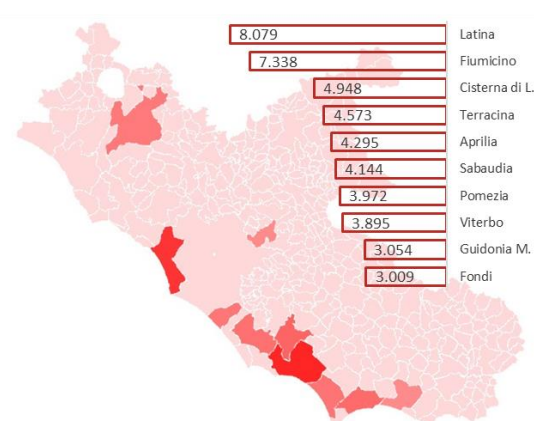 8.079 Latina
7.338 Fiumicino
4.948 Cisterna di L.
4.573 Terracina
4.295 Aprilia
4.144 Sabaudia
3.972 Pomezia
3.895 Viterbo
3.054 Guidonia M.
3.009 Fondi